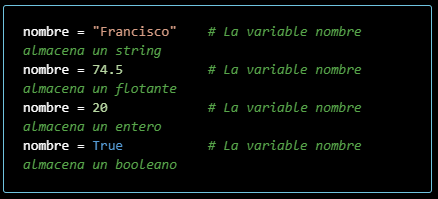 nombre = "Francisco"    # La variable nombre
almacena un string
nombre = 74.5           # La variable nombre
almacena un flotante
nombre = 20             # La variable nombre
almacena un entero
nombre = True           # La variable nombre
almacena un booleano